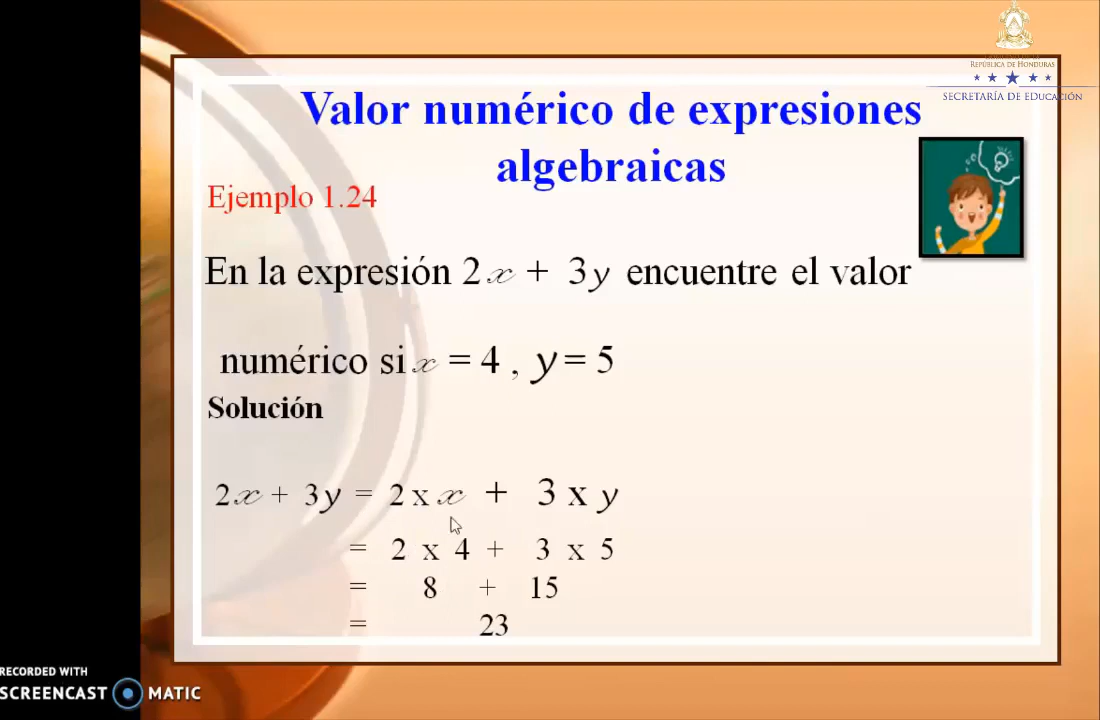 REPÚBLICA DE HONDURAS
SECRETARÍA DE EDUCACIÓN
Valor numérico de expresiones
algebraicas
Ejemplo 1.24
En la expresión 2x + 3y encuentre el valor
numérico si x = 4 , y = 5
Solución
2x + 3y = 2 x x + 3 x y
= 2 x 4 + 3 x 5
= 8 + 15
= 23
RECORDED WITH
SCREENCAST MATIC